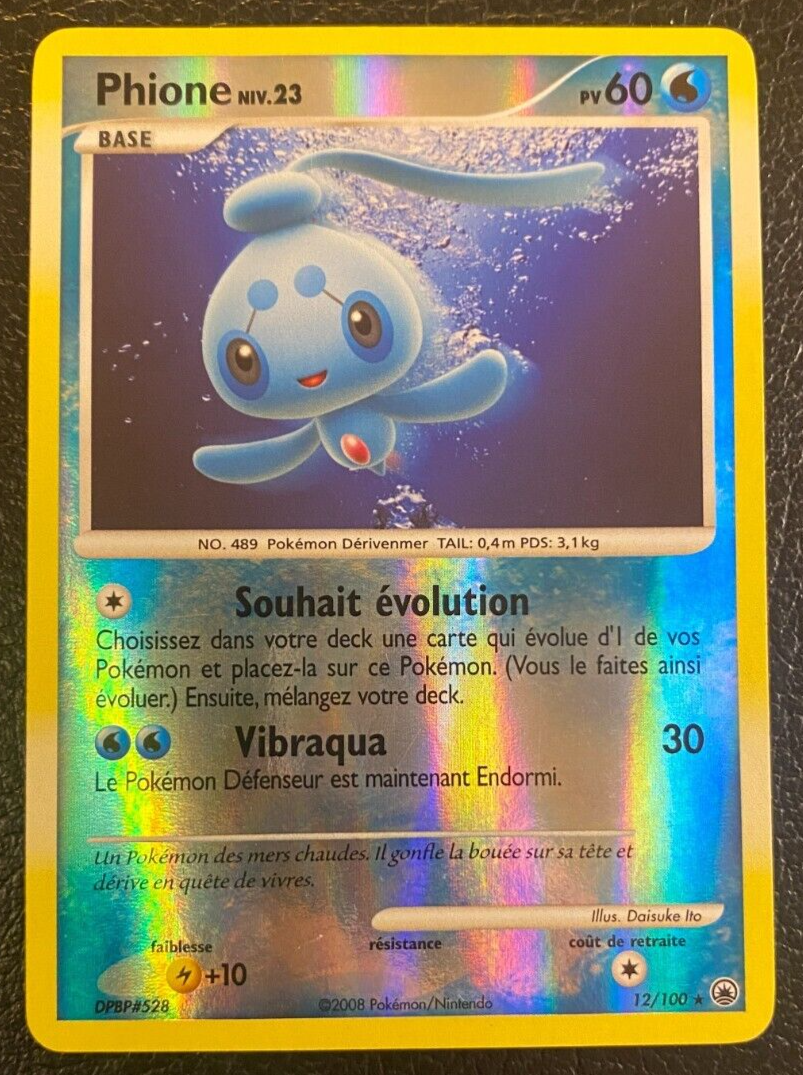 Phione NIV.23 PV 60
BASE
NO. 489 Pokémon Dérivenmer TAIL: 0,4m PDS: 3,1kg
Souhait évolution
Choisissez dans votre deck une carte qui évolue d'1 de vos
Pokémon et placez-la sur ce Pokémon. (Vous le faites ainsi
évoluer.) Ensuite, mélangez votre deck.
Vibraqua 30
Le Pokémon Défenseur est maintenant Endormi.
Un Pokémon des mers chaudes. Il gonfle la bouée sur sa tête et
dérive en quête de vivres.
Illus. Daisuke Ito
faiblesse résistance coût de retraite
+10
DPBP#528 ©2008 Pokémon/Nintendo 12/100 ★